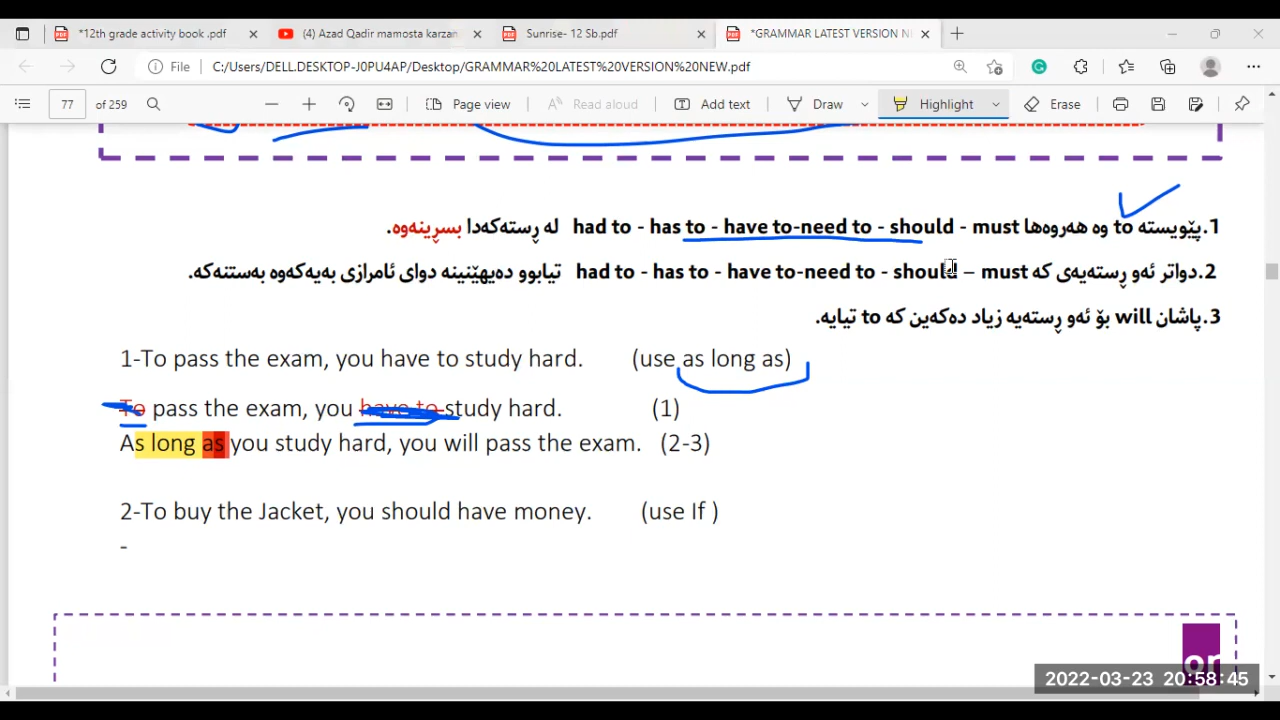 *12th grade activity book .pdf
(4) Azad Qadir mamosta karzan
Sunrise- 12 Sb.pdf
*GRAMMAR LATEST VERSION NE
File C:/Users/DELL.DESKTOP-J0PU4AP/Desktop/GRAMMAR%20LATEST%20VERSION%20NEW.pdf
77 of 259 Page view Read aloud Add text Draw Highlight Erase
1.پێویستە to وە هەروەها had to - has to - have to-need to - should - must لە ڕستەکەدا بسڕینەوە.
2.دواتر ئەو ڕستەیەی کە had to - has to - have to-need to - should – must تیابوو دەیهێنینە دوای ئامرازی بەیەکەوە بەستنەکە.
3.پاشان will بۆ ئەو ڕستەیە زیاد دەکەین کە to تیایە.
1-To pass the exam, you have to study hard. (use as long as)
To pass the exam, you have to study hard. (1)
As long as you study hard, you will pass the exam. (2-3)
2-To buy the Jacket, you should have money. (use If )
-
or
2022-03-23 20:58:45